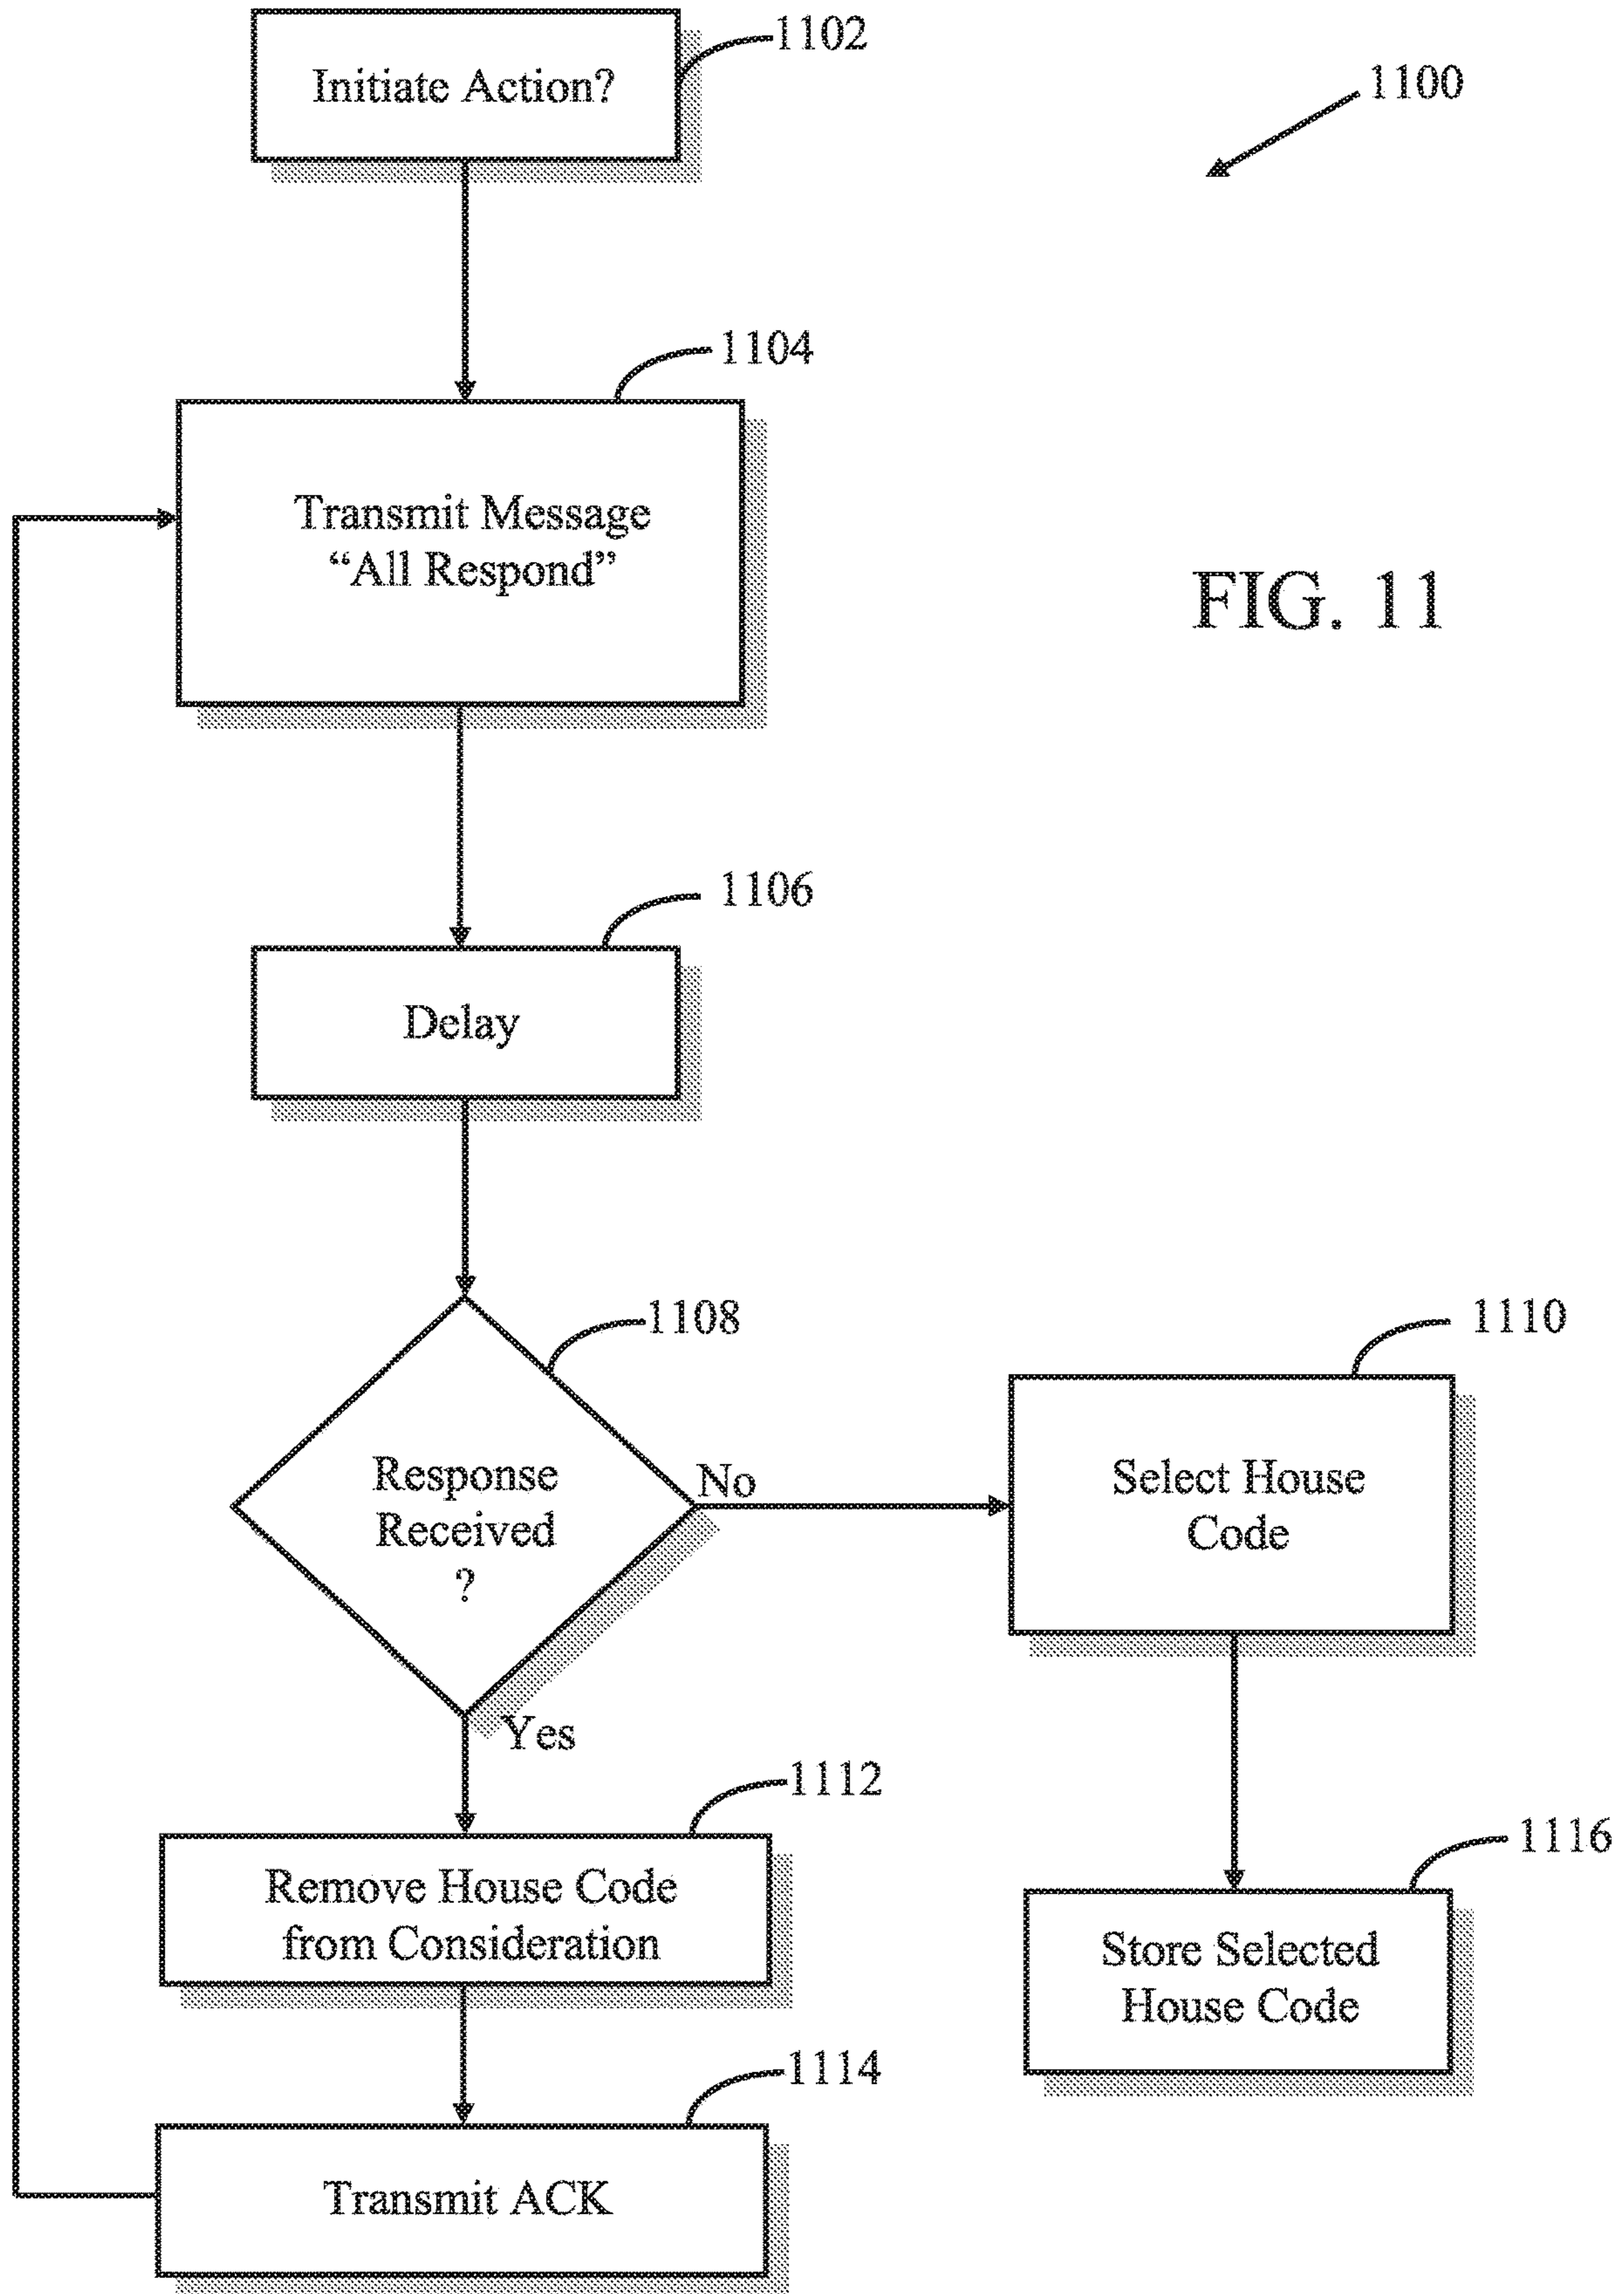 1102
Initiate Action?
1100
1104
Transmit Message
“All Respond”
FIG. 11
1106
Delay
1108
Response
Received
?
No
Yes
1110
Select House
Code
1112
Remove House Code
from Consideration
1116
Store Selected
House Code
1114
Transmit ACK